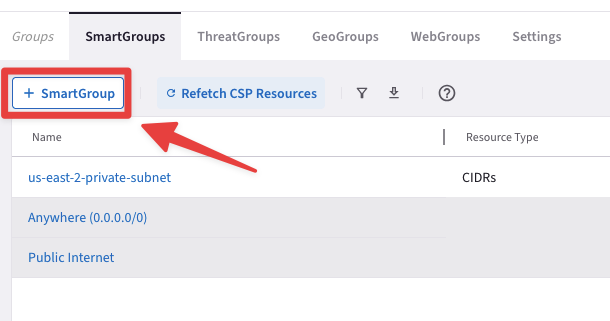 Groups SmartGroups ThreatGroups GeoGroups WebGroups Settings
+ SmartGroup Refetch CSP Resources ?
Name Resource Type
us-east-2-private-subnet CIDRs
Anywhere (0.0.0.0/0)
Public Internet